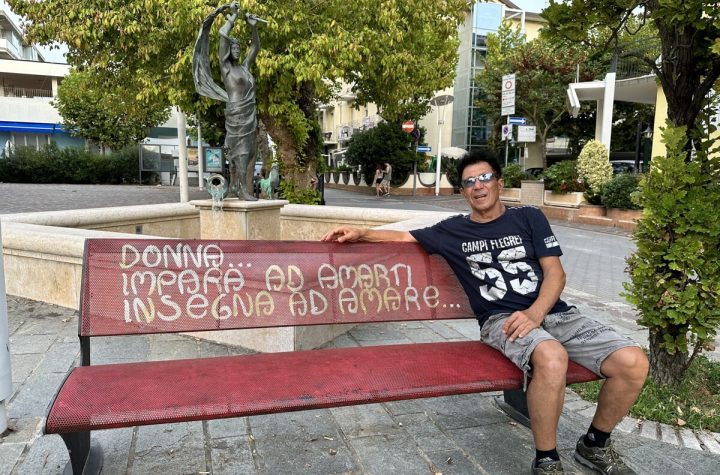 DONNA...
IMPARA AD AMARTI
INSEGNA AD AMARE...
CAMPI FLEGREI
55